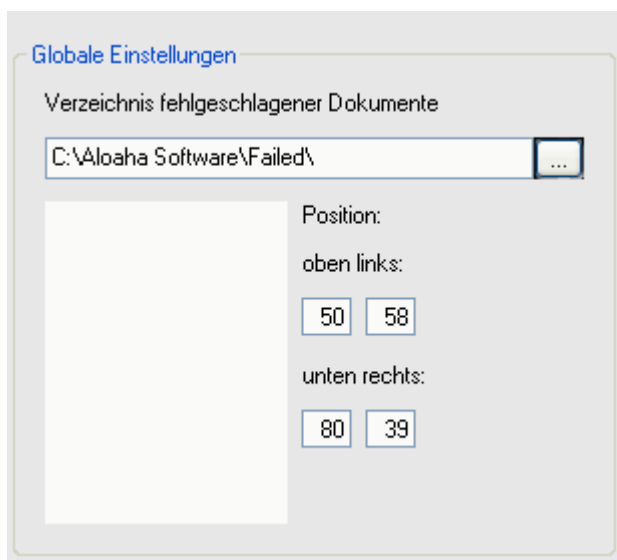 Globale Einstellungen
Verzeichnis fehlgeschlagener Dokumente
C:\Aloaha Software\Failed\
...
Position:
oben links:
50 58
unten rechts:
80 39